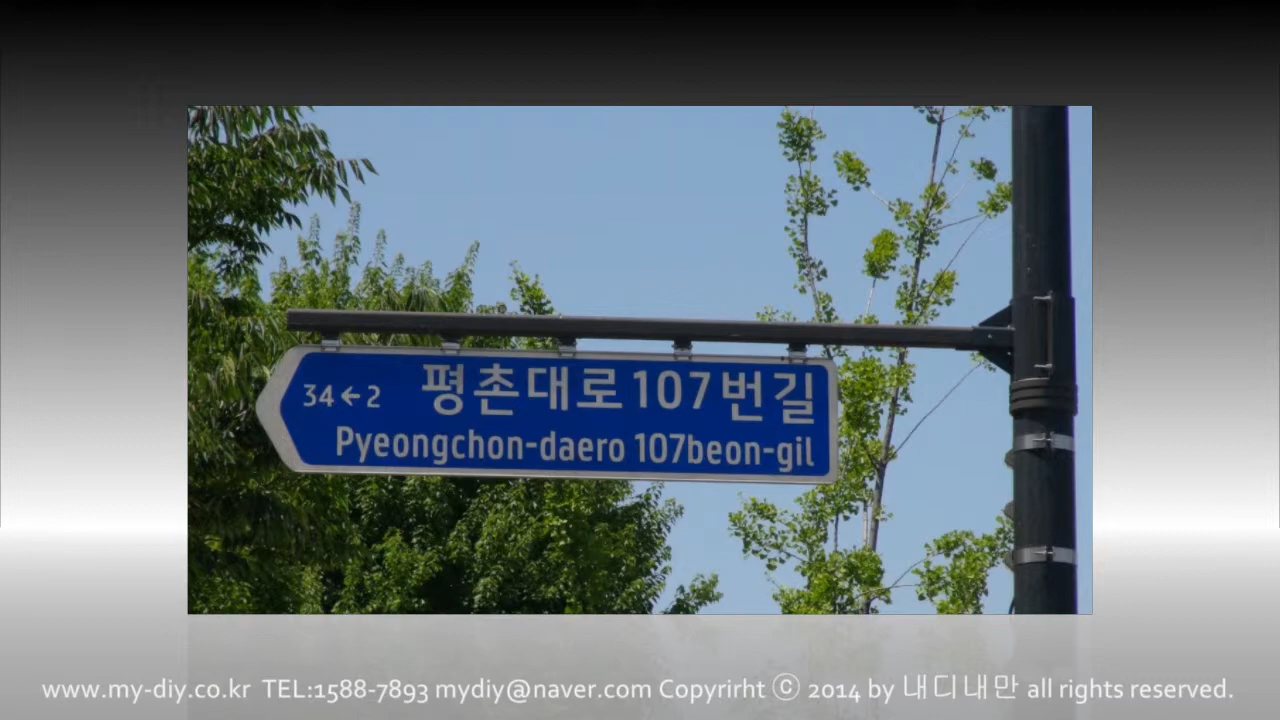 34←2 평촌대로107번길
Pyeongchon-daero 107beon-gil
www.my-diy.co.kr TEL:1588-7893 mydiy@naver.com Copyrirht ⓒ 2014 by 내디내만 all rights reserved.